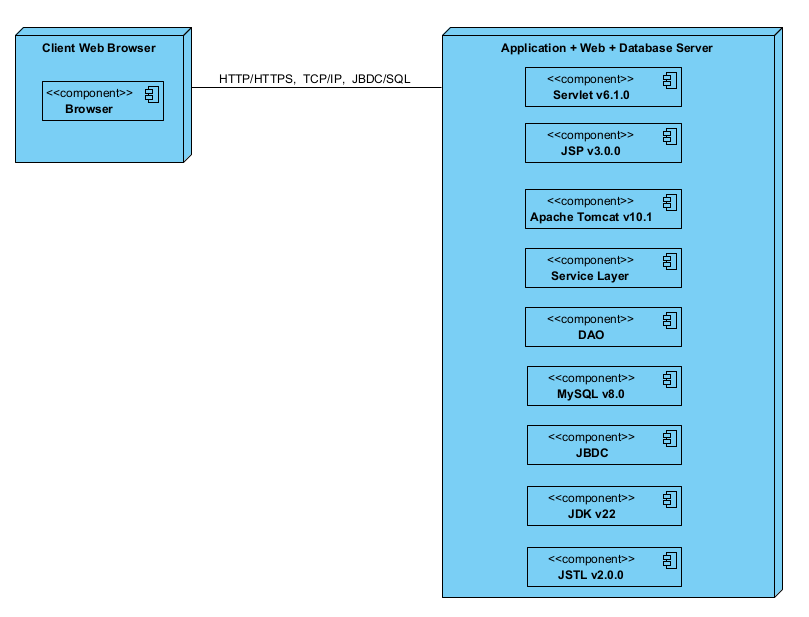 Client Web Browser
<<component>>
Browser
HTTP/HTTPS, TCP/IP, JBDC/SQL
Application + Web + Database Server
<<component>>
Servlet v6.1.0
<<component>>
JSP v3.0.0
<<component>>
Apache Tomcat v10.1
<<component>>
Service Layer
<<component>>
DAO
<<component>>
MySQL v8.0
<<component>>
JBDC
<<component>>
JDK v22
<<component>>
JSTL v2.0.0